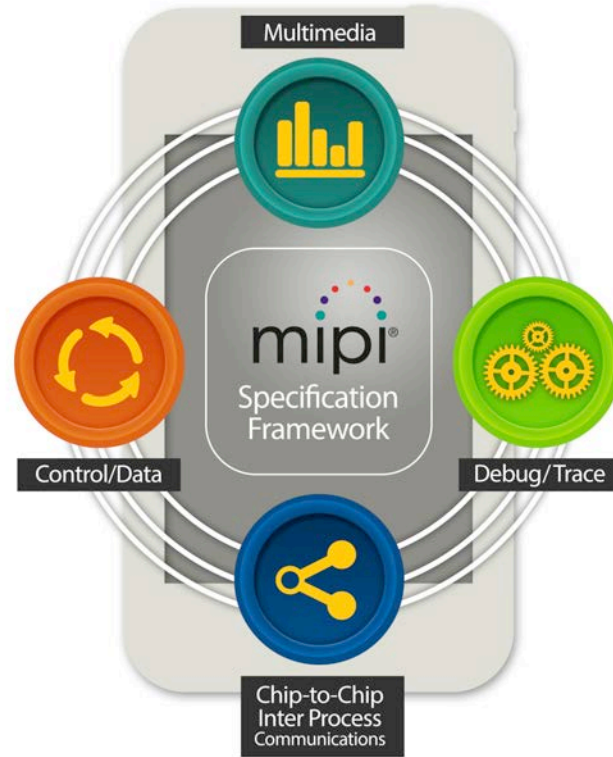 Multimedia
mipi®
Specification
Framework
Control/Data
Debug/Trace
Chip-to-Chip
Inter Process
Communications